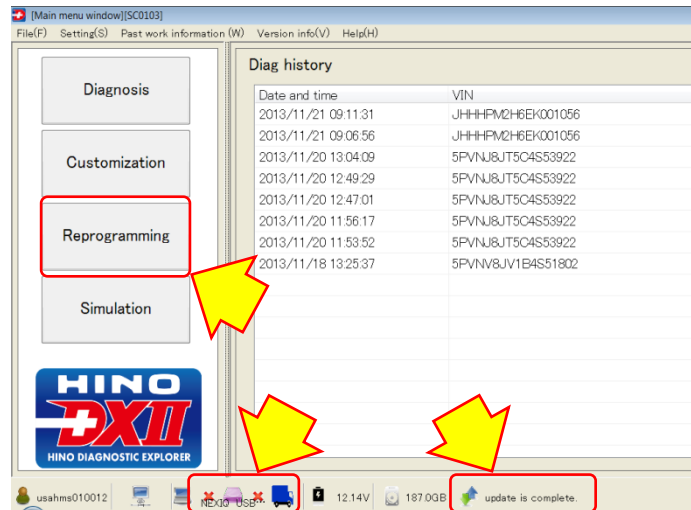 [Main menu window][SC0103]
File(F) Setting(S) Past work information (W) Version info(V) Help(H)
Diagnosis
Customization
Reprogramming
Simulation
HINO
DXII
HINO DIAGNOSTIC EXPLORER
Diag history
Date and time VIN
2013/11/21 09:11:31 JHHHPM2H6EK001056
2013/11/21 09:06:56 JHHHPM2H6EK001056
2013/11/20 13:04:09 5PVNJ8JT5C4S53922
2013/11/20 12:49:29 5PVNJ8JT5C4S53922
2013/11/20 12:47:01 5PVNJ8JT5C4S53922
2013/11/20 11:56:17 5PVNJ8JT5C4S53922
2013/11/20 11:53:52 5PVNJ8JT5C4S53922
2013/11/18 13:25:37 5PVNV8JV1B4S51802
usahms010012 NEXIQ USB... 12.14V 187.0GB update is complete.